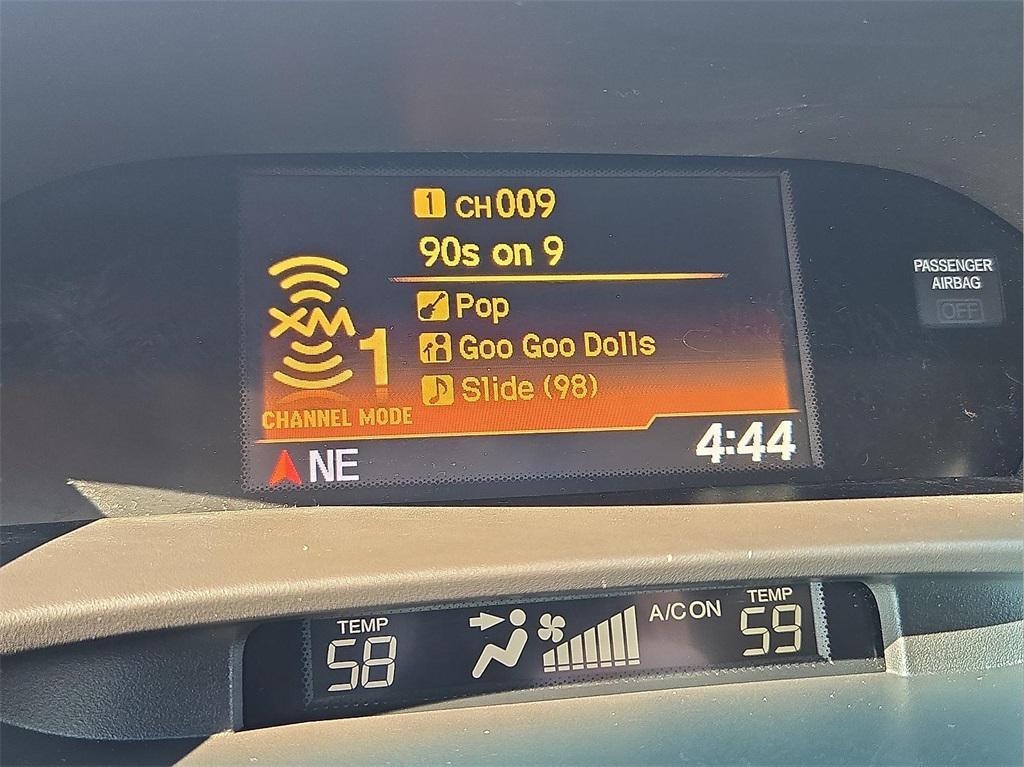 1 CH009
90s on 9
XM 1
Pop
Goo Goo Dolls
Slide (98)
CHANNEL MODE
NE
4:44
PASSENGER
AIRBAG
OFF
TEMP
58
A/C ON
TEMP
59